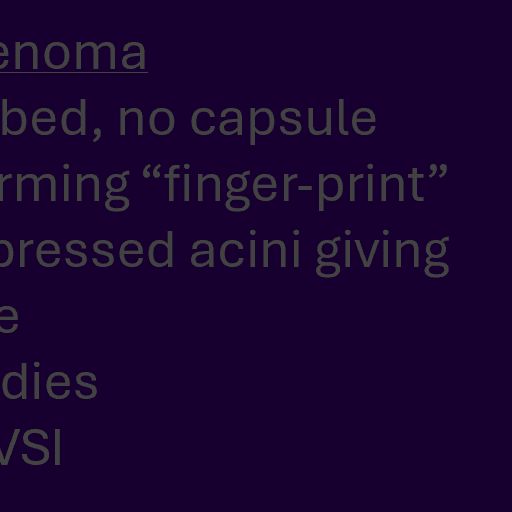 enoma
bed, no capsule
rming “finger-print”
pressed acini giving
e
dies
VSI